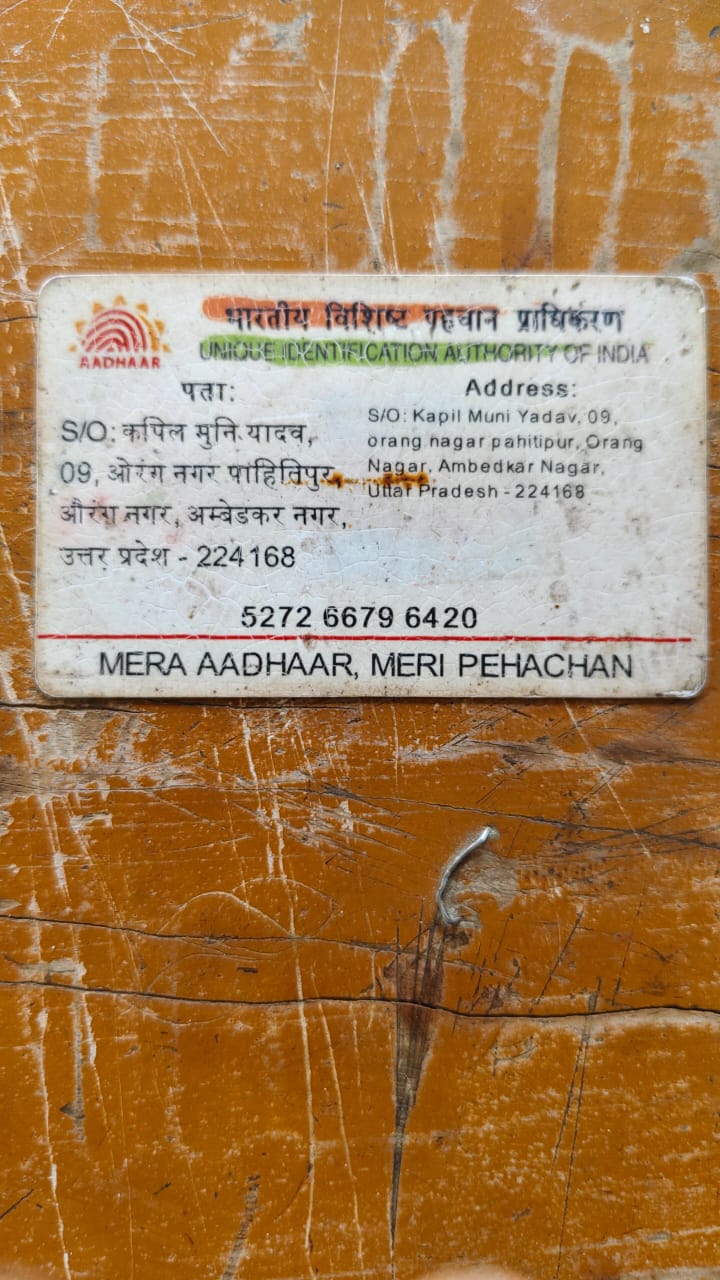 भारतीय विशिष्ट पहचान प्राधिकरण
AADHAAR
UNIQUE IDENTIFICATION AUTHORITY OF INDIA
पता:
S/O: कपिल मुनि यादव,
09, ओरंग नगर पाहितिपुर,
औरंग नगर, अम्बेडकर नगर,
उत्तर प्रदेश - 224168
Address:
S/O: Kapil Muni Yadav, 09,
orang nagar pahitipur, Orang
Nagar, Ambedkar Nagar,
Uttar Pradesh - 224168
5272 6679 6420
MERA AADHAAR, MERI PEHACHAN